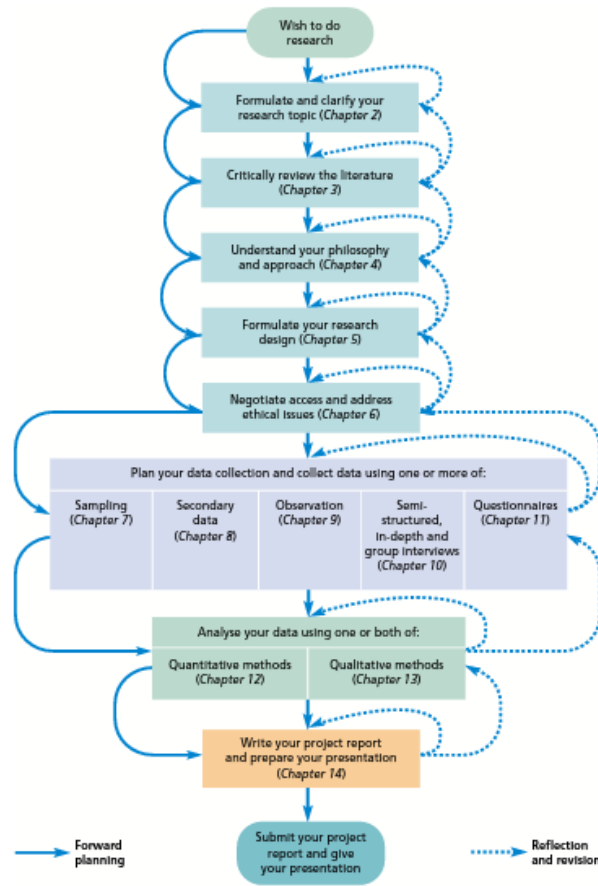 Wish to do
research
Formulate and clarify your
research topic (Chapter 2)
Critically review the literature
(Chapter 3)
Understand your philosophy
and approach (Chapter 4)
Formulate your research
design (Chapter 5)
Negotiate access and address
ethical issues (Chapter 6)
Plan your data collection and collect data using one or more of:
Sampling
(Chapter 7)
Secondary
data
(Chapter 8)
Observation
(Chapter 9)
Semi-
structured,
in-depth and
group interviews
(Chapter 10)
Questionnaires
(Chapter 11)
Analyse your data using one or both of:
Quantitative methods
(Chapter 12)
Qualitative methods
(Chapter 13)
Write your project report
and prepare your presentation
(Chapter 14)
Submit your project
report and give
your presentation
Forward
planning
Reflection
and revision